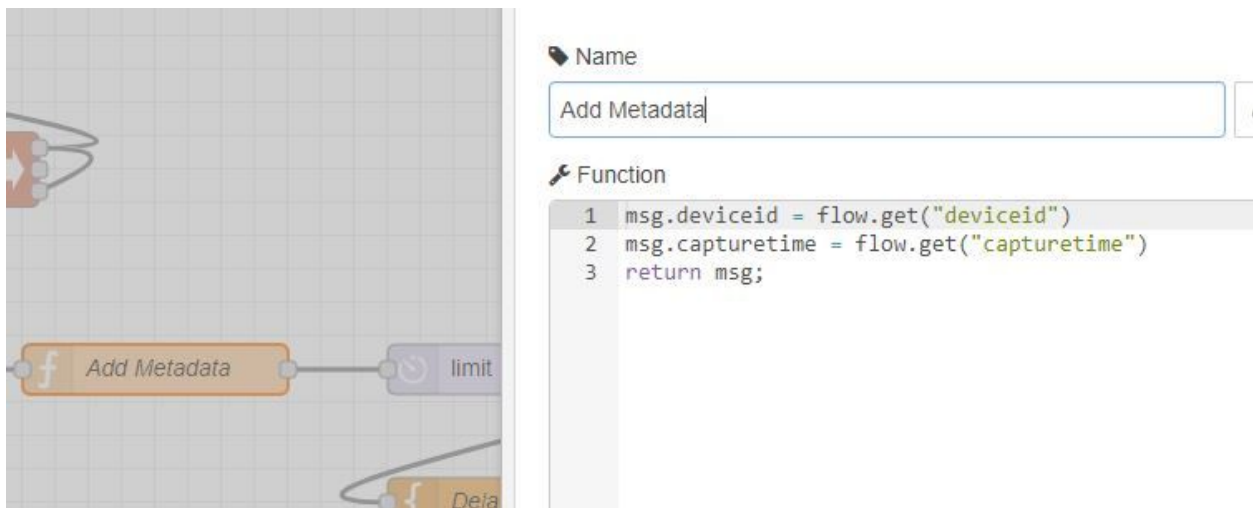 Name
Add Metadata
Function
1 msg.deviceid = flow.get("deviceid")
2 msg.capturetime = flow.get("capturetime")
3 return msg;
Add Metadata
limit